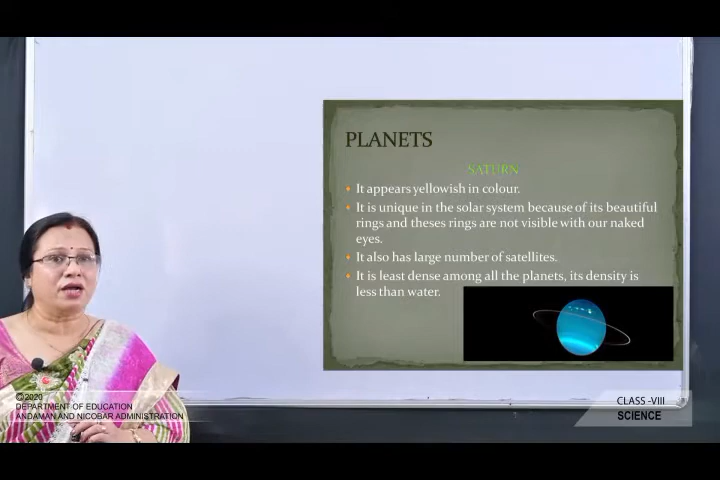 PLANETS
SATURN
It appears yellowish in colour.
It is unique in the solar system because of its beautiful
rings and theses rings are not visible with our naked
eyes.
It also has large number of satellites.
It is least dense among all the planets, its density is
less than water.
©2020
DEPARTMENT OF EDUCATION
ANDAMAN AND NICOBAR ADMINISTRATION
CLASS -VIII
SCIENCE